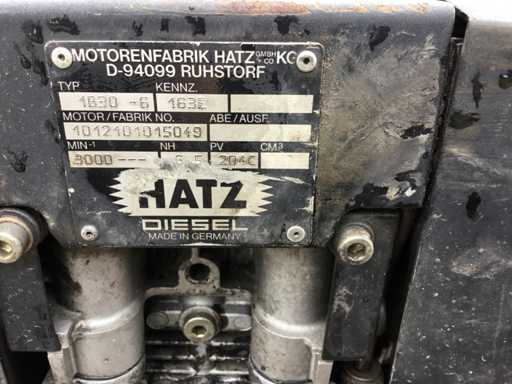 MOTORENFABRIK HATZ GMBH + CO KG
D-94099 RUHSTORF
TYP KENNZ.
1B30 -6 163E
MOTOR/FABRIK NO. ABE/AUSF.
1012101015049
MIN-1 NH PV CM3
3000--- 6.5 204C
HATZ
DIESEL
MADE IN GERMANY